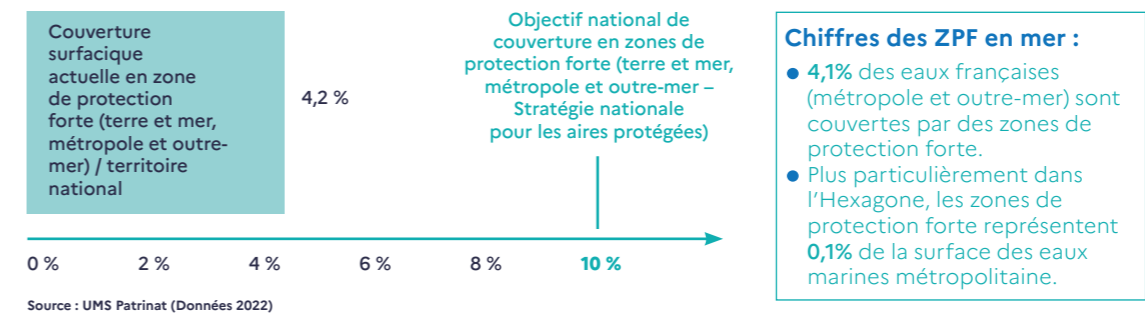 Couverture
surfacique
actuelle en zone
de protection
forte (terre et mer,
métropole et outre-
mer) / territoire
national
4,2 %
Objectif national de
couverture en zones de
protection forte (terre et mer,
métropole et outre-mer –
Stratégie nationale
pour les aires protégées)
0 %
2 %
4 %
6 %
8 %
10 %
Source : UMS Patrinat (Données 2022)
Chiffres des ZPF en mer :
● 4,1% des eaux françaises
(métropole et outre-mer) sont
couvertes par des zones de
protection forte.
● Plus particulièrement dans
l’Hexagone, les zones de
protection forte représentent
0,1% de la surface des eaux
marines métropolitaine.